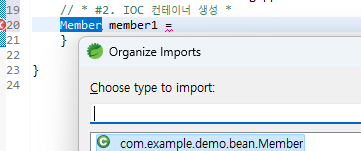 19
// * #2. IOC 컨테이너 생성 *
20 Member member1 =
21 }
22
23 }
24
Organize Imports
Choose type to import:
com.example.demo.bean.Member